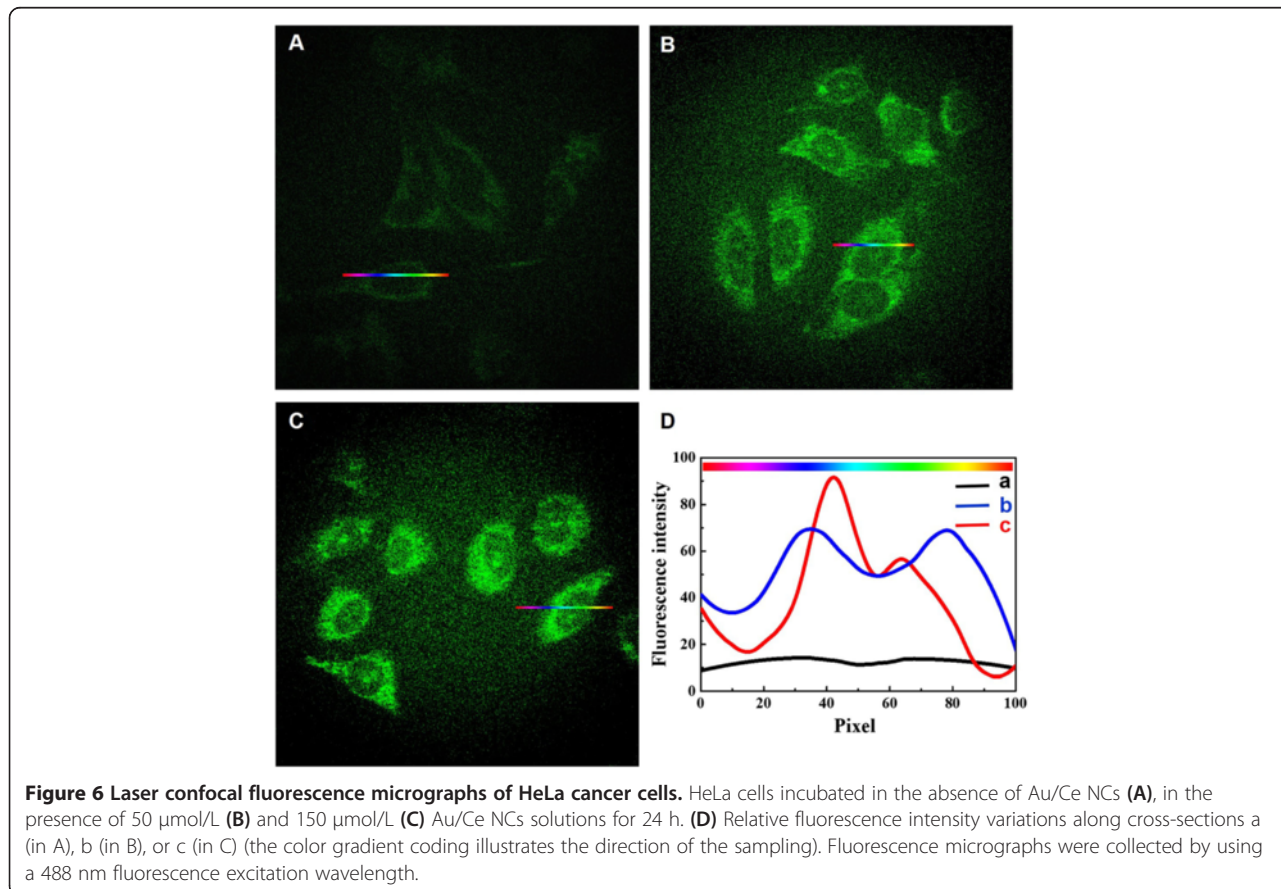 A
B
C
D
100
80
60
40
20
0
Fluorescence intensity
a
b
c
0 20 40 60 80 100
Pixel
Figure 6 Laser confocal fluorescence micrographs of HeLa cancer cells. HeLa cells incubated in the absence of Au/Ce NCs (A), in the
presence of 50 μmol/L (B) and 150 μmol/L (C) Au/Ce NCs solutions for 24 h. (D) Relative fluorescence intensity variations along cross-sections a
(in A), b (in B), or c (in C) (the color gradient coding illustrates the direction of the sampling). Fluorescence micrographs were collected by using
a 488 nm fluorescence excitation wavelength.